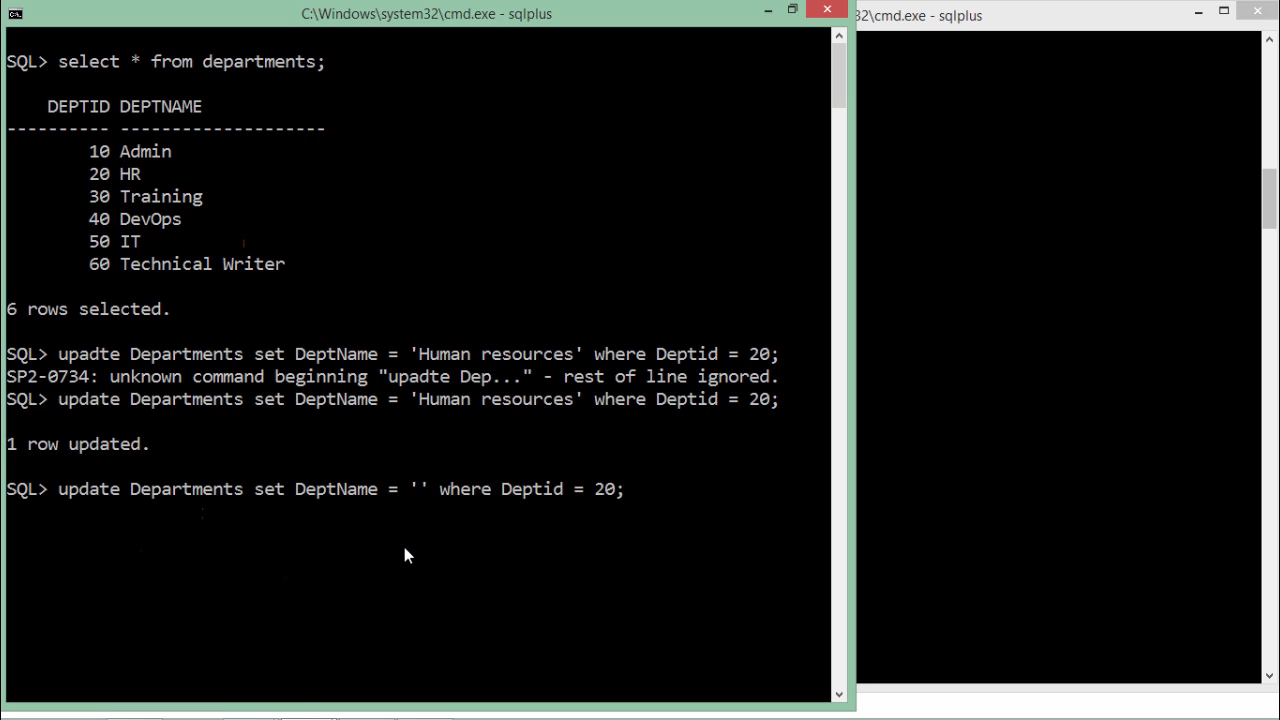 C:\Windows\system32\cmd.exe - sqlplus
32\cmd.exe - sqlplus
SQL> select * from departments;
DEPTID DEPTNAME
---------- --------------------
10 Admin
20 HR
30 Training
40 DevOps
50 IT
60 Technical Writer
6 rows selected.
SQL> upadte Departments set DeptName = 'Human resources' where Deptid = 20;
SP2-0734: unknown command beginning "upadte Dep..." - rest of line ignored.
SQL> update Departments set DeptName = 'Human resources' where Deptid = 20;
1 row updated.
SQL> update Departments set DeptName = '' where Deptid = 20;